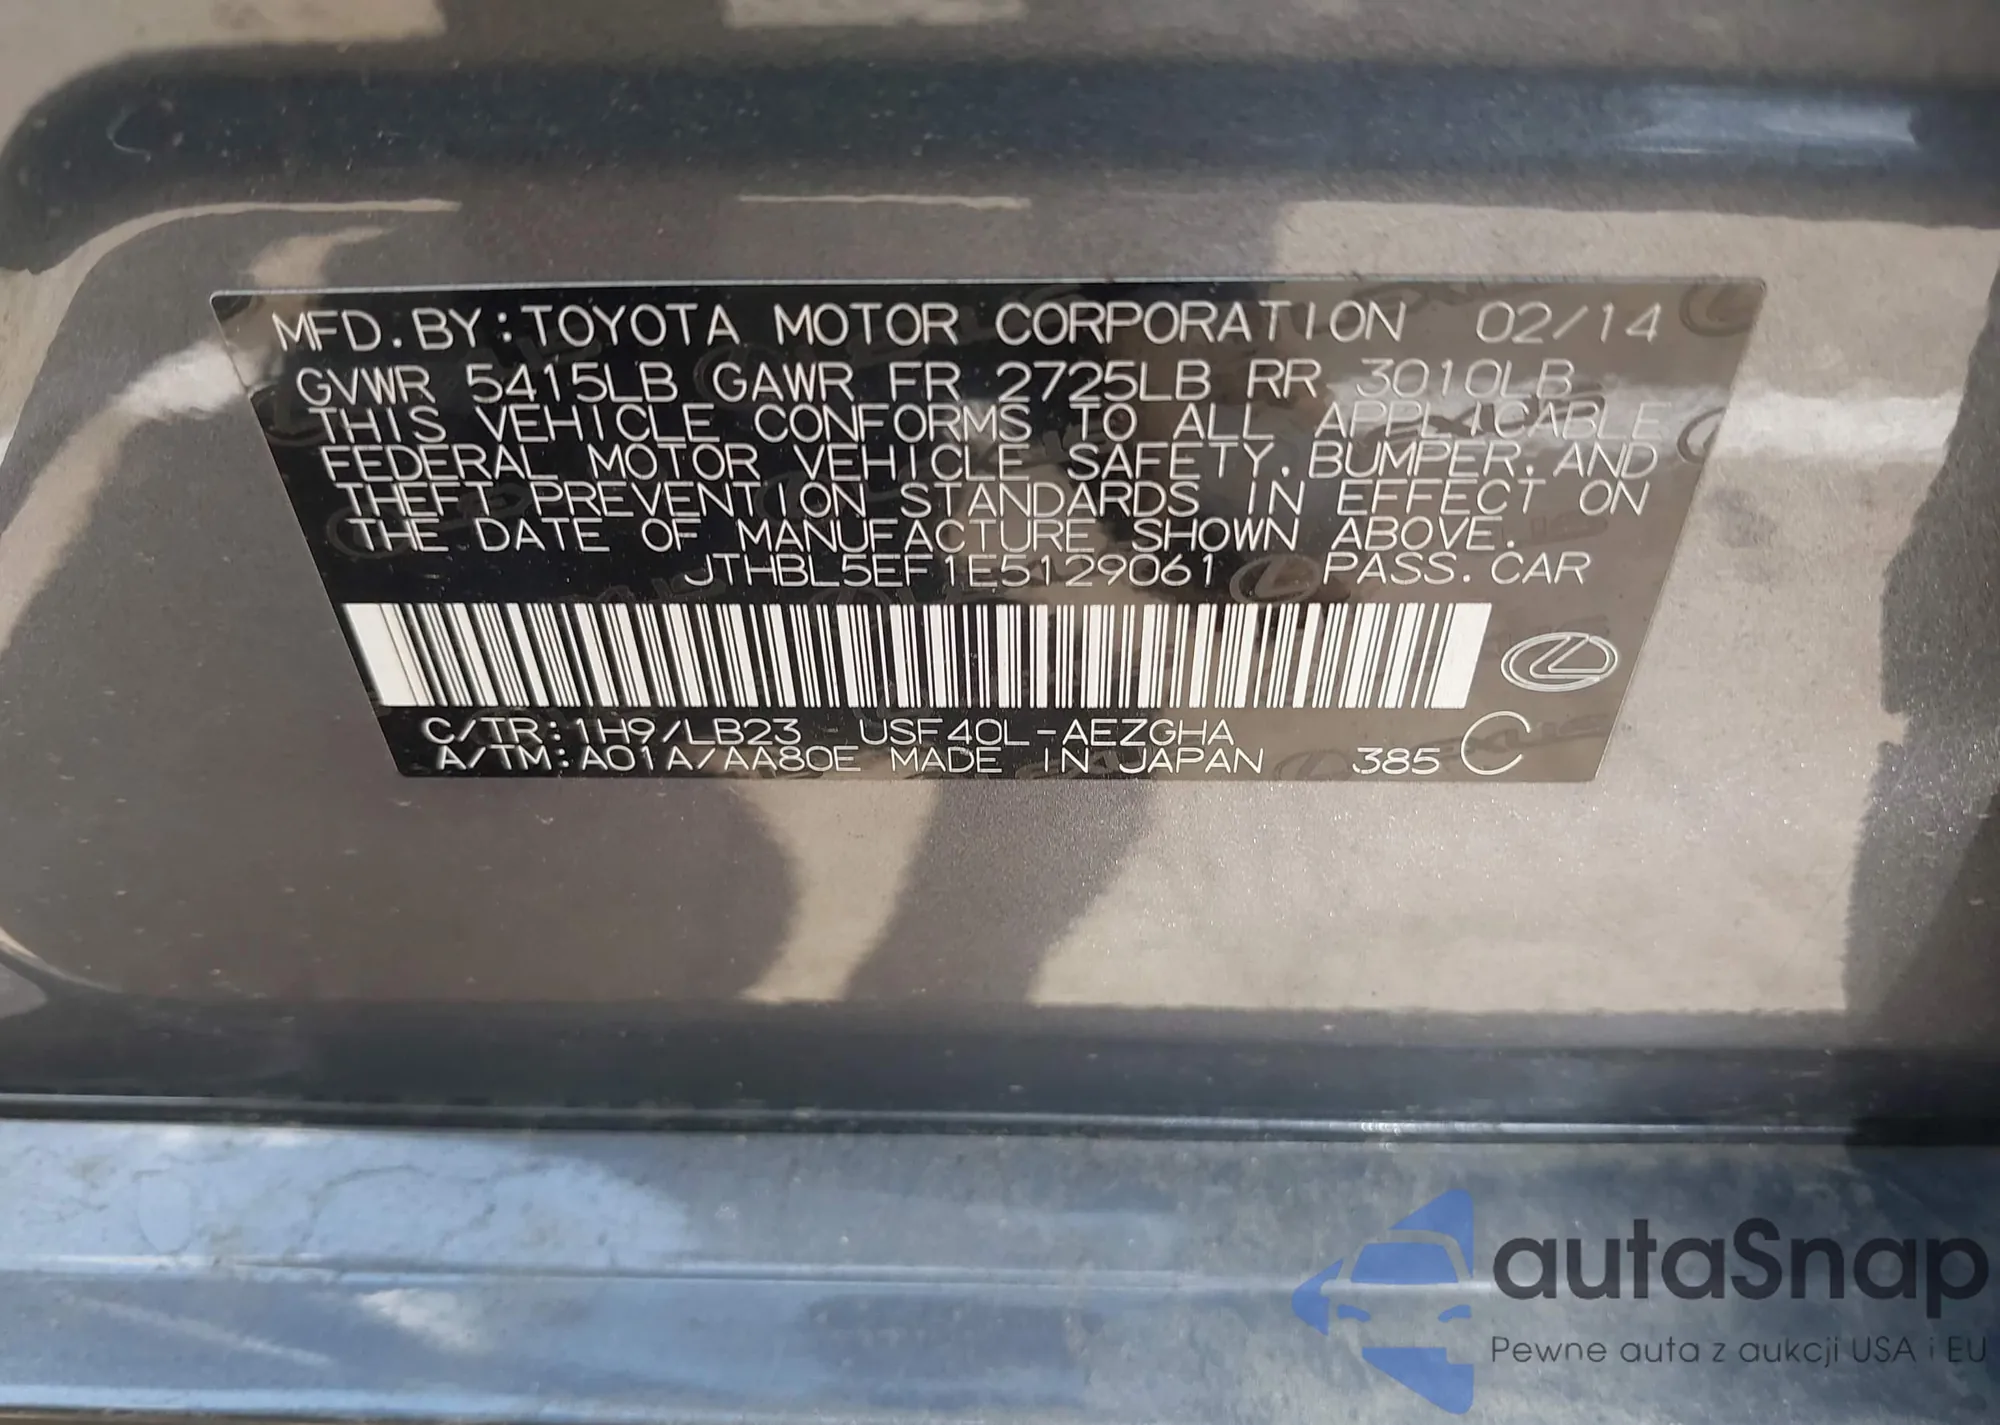 MFD.BY:TOYOTA MOTOR CORPORATION 02/14
GVWR 5415LB GAWR FR 2725LB RR 3010LB
THIS VEHICLE CONFORMS TO ALL APPLICABLE
FEDERAL MOTOR VEHICLE SAFETY,BUMPER,AND
THEFT PREVENTION STANDARDS IN EFFECT ON
THE DATE OF MANUFACTURE SHOWN ABOVE.
JTHBL5EF1E5129061 PASS.CAR
C/TR:1H9/LB23 USF40L-AEZGHA
A/TM:A01A/AA80E MADE IN JAPAN 385 C
autaSnap
Pewne auta z aukcji USA i EU